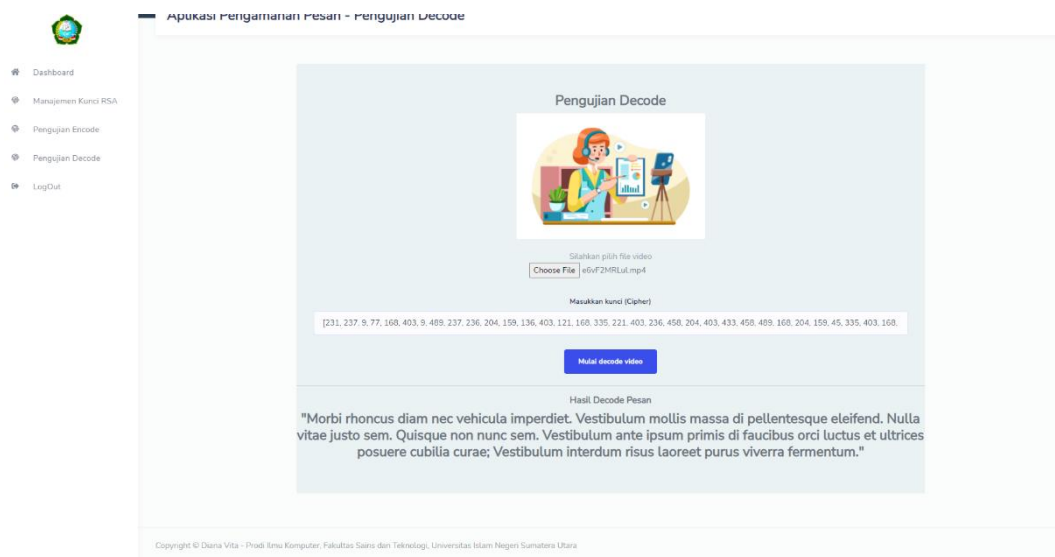 Aplikasi Pengamanan Pesan - Pengujian Decode
Dashboard
Manajemen Kunci RSA
Pengujian Encode
Pengujian Decode
LogOut
Pengujian Decode
Silahkan pilih file video
Choose File e6vF2MRLul.mp4
Masukkan kunci (Cipher)
[231, 237, 9, 77, 168, 403, 9, 489, 237, 236, 204, 159, 136, 403, 121, 168, 335, 221, 403, 236, 458, 204, 403, 433, 458, 489, 168, 204, 159, 45, 335, 403, 168,
Mulai decode video
Hasil Decode Pesan
"Morbi rhoncus diam nec vehicula imperdiet. Vestibulum mollis massa di pellentesque eleifend. Nulla
vitae justo sem. Quisque non nunc sem. Vestibulum ante ipsum primis di faucibus orci luctus et ultrices
posuere cubilia curae; Vestibulum interdum risus laoreet purus viverra fermentum."
Copyright © Diana Vita - Prodi Ilmu Komputer, Fakultas Sains dan Teknologi, Universitas Islam Negeri Sumatera Utara